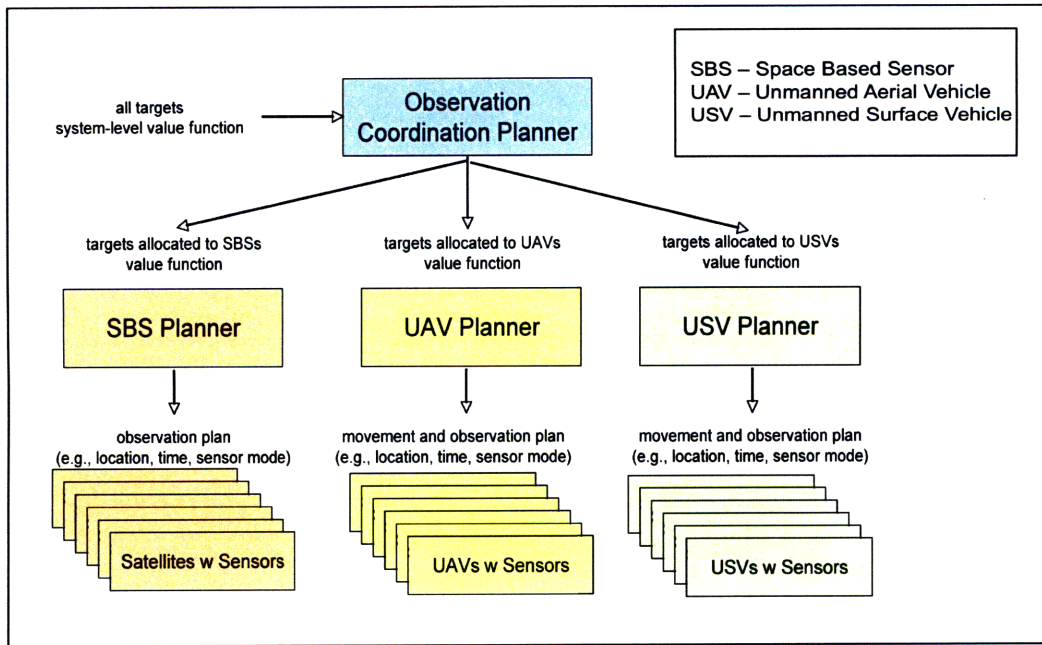 SBS – Space Based Sensor
UAV – Unmanned Aerial Vehicle
USV – Unmanned Surface Vehicle
all targets
system-level value function
Observation
Coordination Planner
targets allocated to SBSs
value function
targets allocated to UAVs
value function
targets allocated to USVs
value function
SBS Planner
UAV Planner
USV Planner
observation plan
(e.g., location, time, sensor mode)
movement and observation plan
(e.g., location, time, sensor mode)
movement and observation plan
(e.g., location, time, sensor mode)
Satellites w Sensors
UAVs w Sensors
USVs w Sensors